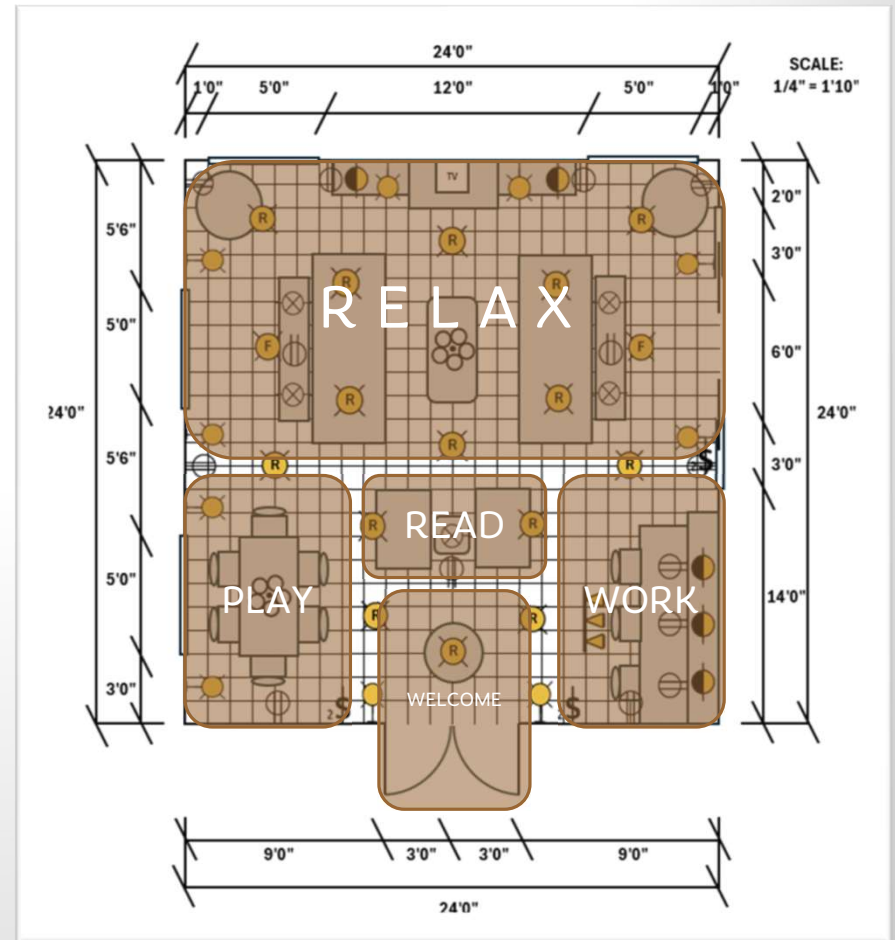 24'0"
SCALE:
1/4" = 1'10"
1'0" 5'0" 12'0" 5'0" 1'0"
TV
2'0"
5'6"
R R
R
3'0"
R R
RELAX
5'0"
F F
6'0"
R R
24'0" 24'0"
R
5'6"
R R
3'0"
$
READ
R R
5'0"
PLAY WORK
14'0"
R R
R
3'0"
WELCOME
2 $ 2 $
9'0" 3'0" 3'0" 9'0"
24'0"